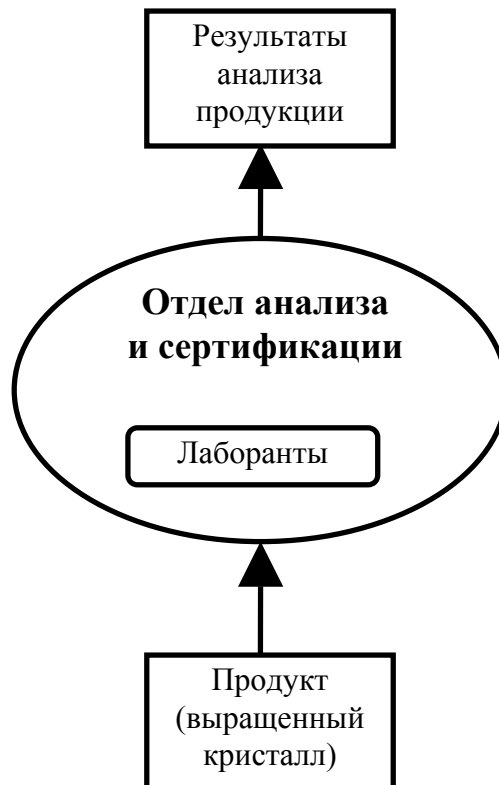 Результаты
анализа
продукции
Отдел анализа
и сертификации
Лаборанты
Продукт
(выращенный
кристалл)